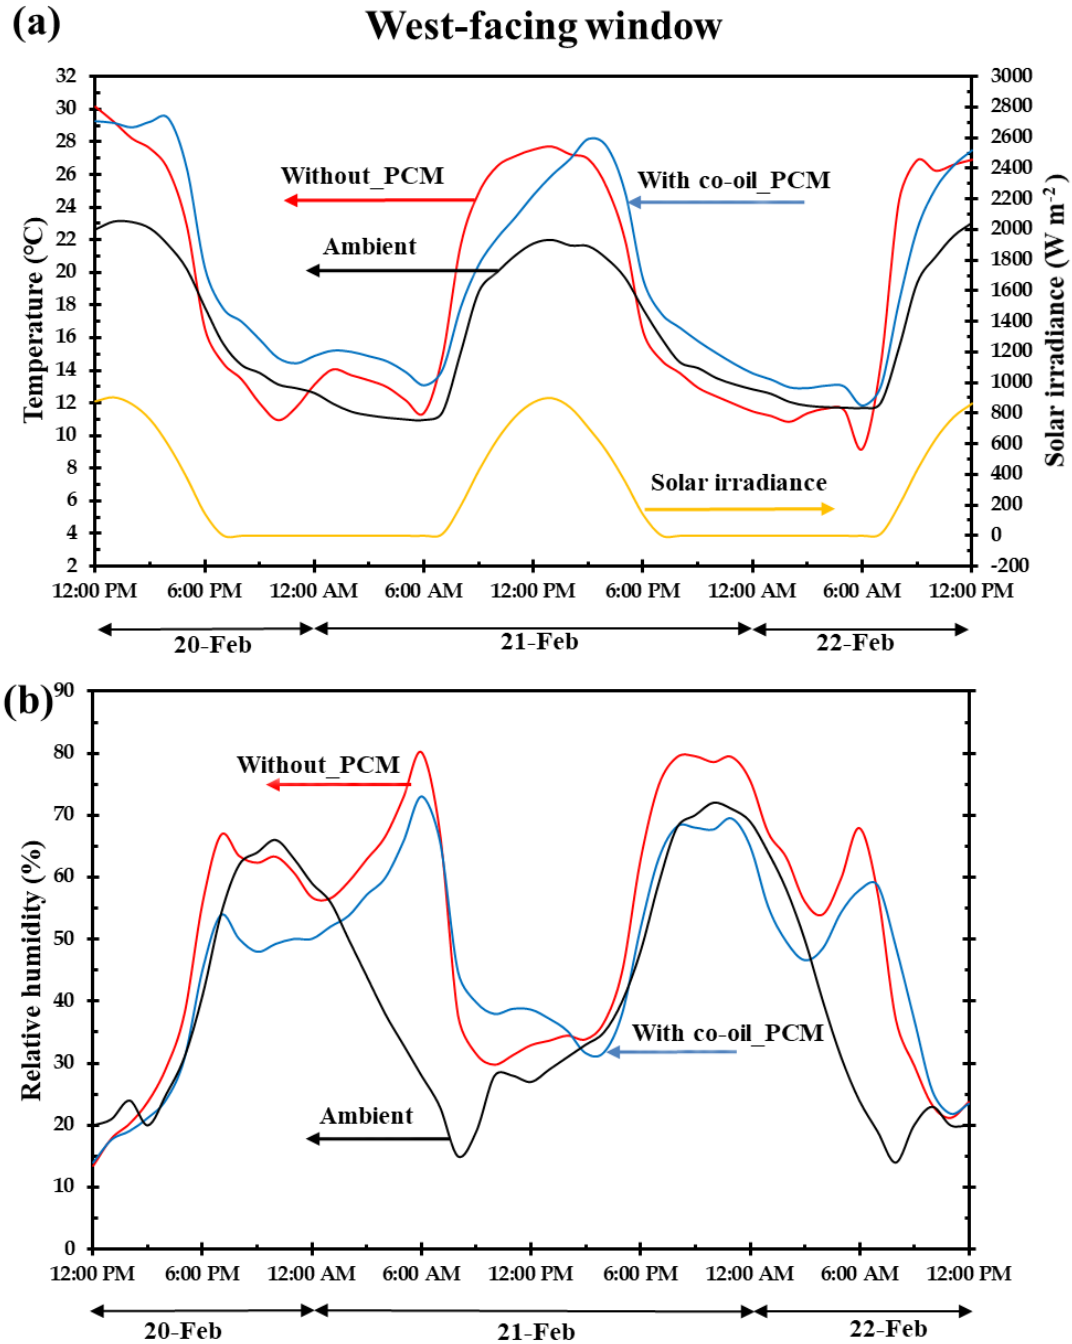 (a)
West-facing window
Temperature (°C)
32
30
28
26
24
22
20
18
16
14
12
10
8
6
4
2
Without_PCM
With co-oil_PCM
Ambient
Solar irradiance
3000
2800
2600
2400
2200
2000
1800
1600
1400
1200
1000
800
600
400
200
0
-200
Solar irradiance (W m-2)
12:00 PM 6:00 PM 12:00 AM 6:00 AM 12:00 PM 6:00 PM 12:00 AM 6:00 AM 12:00 PM
20-Feb 21-Feb 22-Feb
(b)
Relative humidity (%)
90
80
70
60
50
40
30
20
10
0
Without_PCM
With co-oil_PCM
Ambient
12:00 PM 6:00 PM 12:00 AM 6:00 AM 12:00 PM 6:00 PM 12:00 AM 6:00 AM 12:00 PM
20-Feb 21-Feb 22-Feb